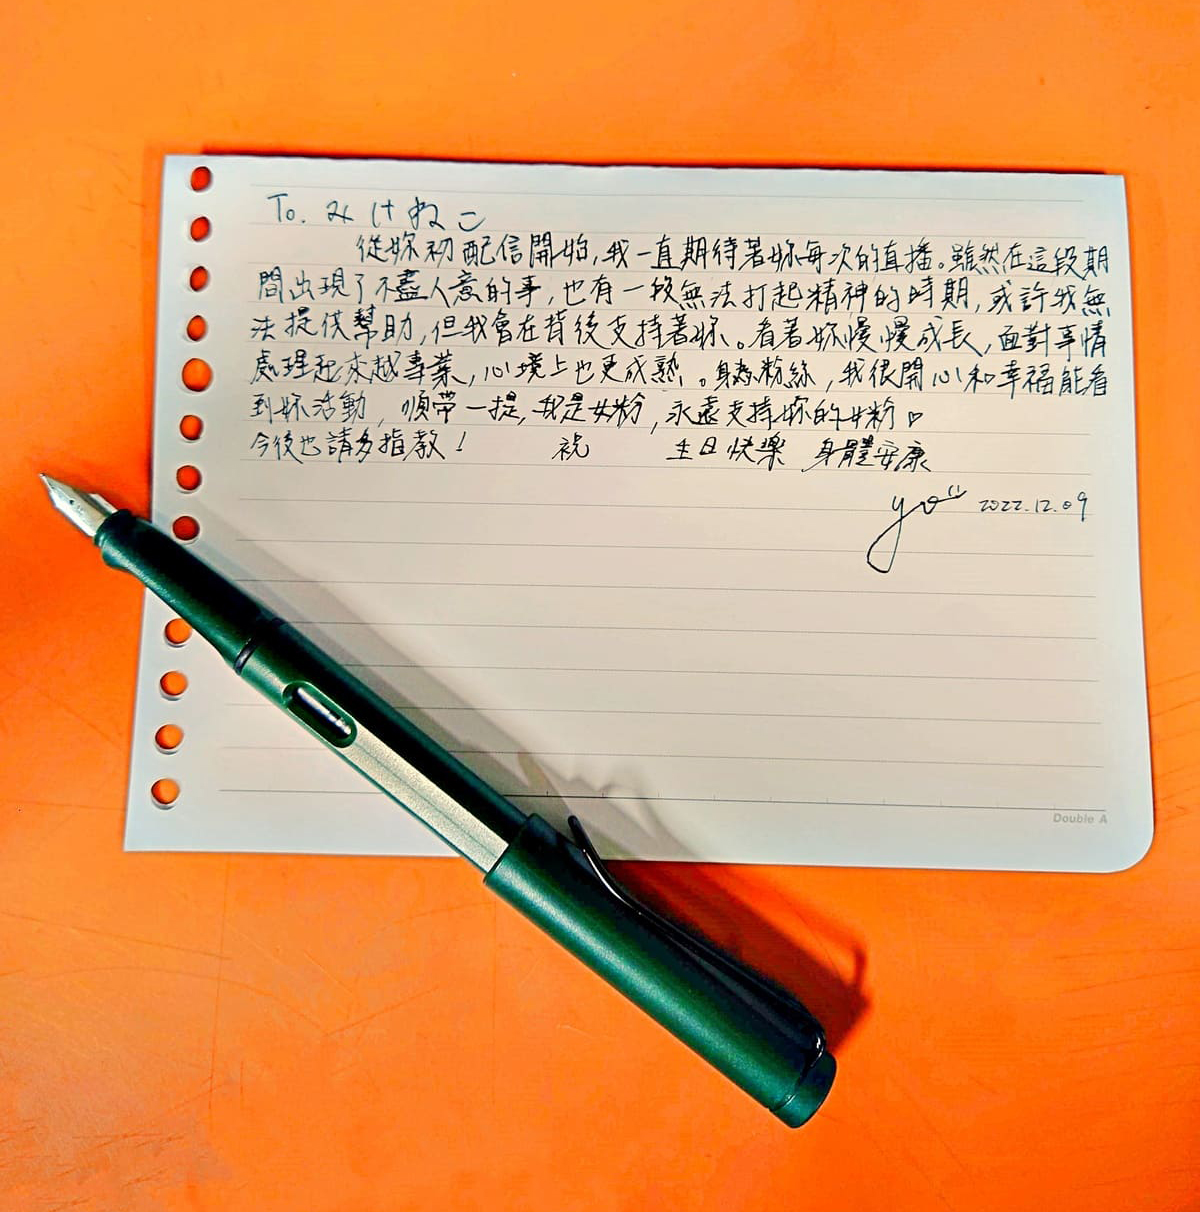 To. みけねこ
從妳初配信開始,我一直期待著妳每次的直播。雖然在這段期
間出現了不盡人意的事,也有一段無法打起精神的時期,或許我無
法提供幫助,但我會在背後支持著妳。看著妳慢慢成長,面對事情
處理起來越專業,心境上也更成熟。身為粉絲,我很開心和幸福能看
到妳活動,順帶一提,我是女粉,永遠支持妳的女粉♡
今後也請多指教! 祝 生日快樂 身體安康
yo 2022.12.09
Double A